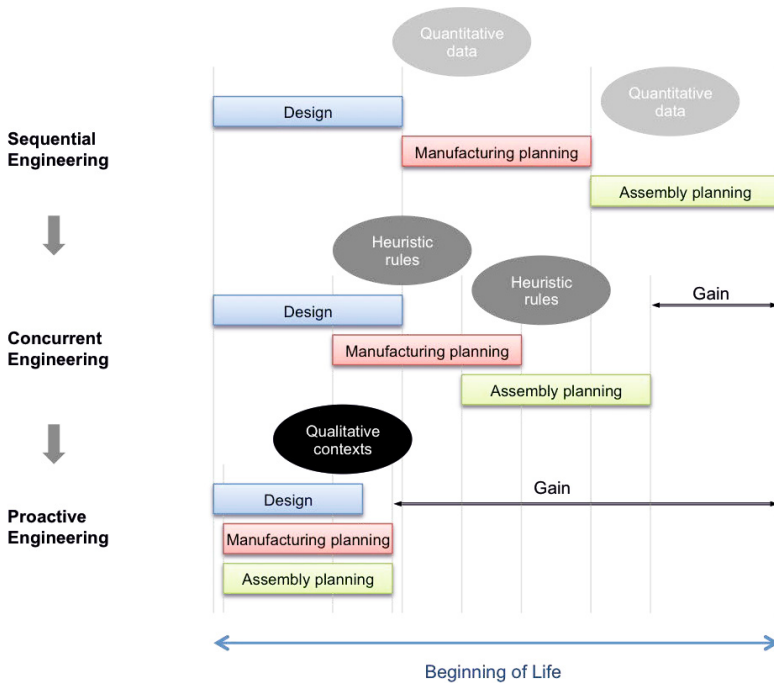 Quantitative
data
Quantitative
data
Design
Sequential
Engineering
Manufacturing planning
Assembly planning
Heuristic
rules
Heuristic
rules
Gain
Design
Concurrent
Engineering
Manufacturing planning
Assembly planning
Qualitative
contexts
Gain
Design
Proactive
Engineering
Manufacturing planning
Assembly planning
Beginning of Life